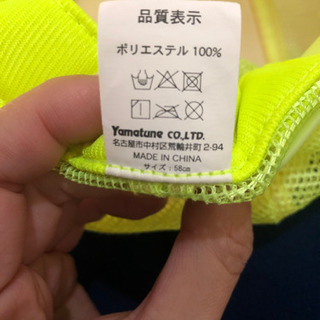 品質表示
ポリエステル 100%
Yamatune CO.,LTD.
名古屋市中村区荒輪井町2-94
MADE IN CHINA
サイズ：56cm